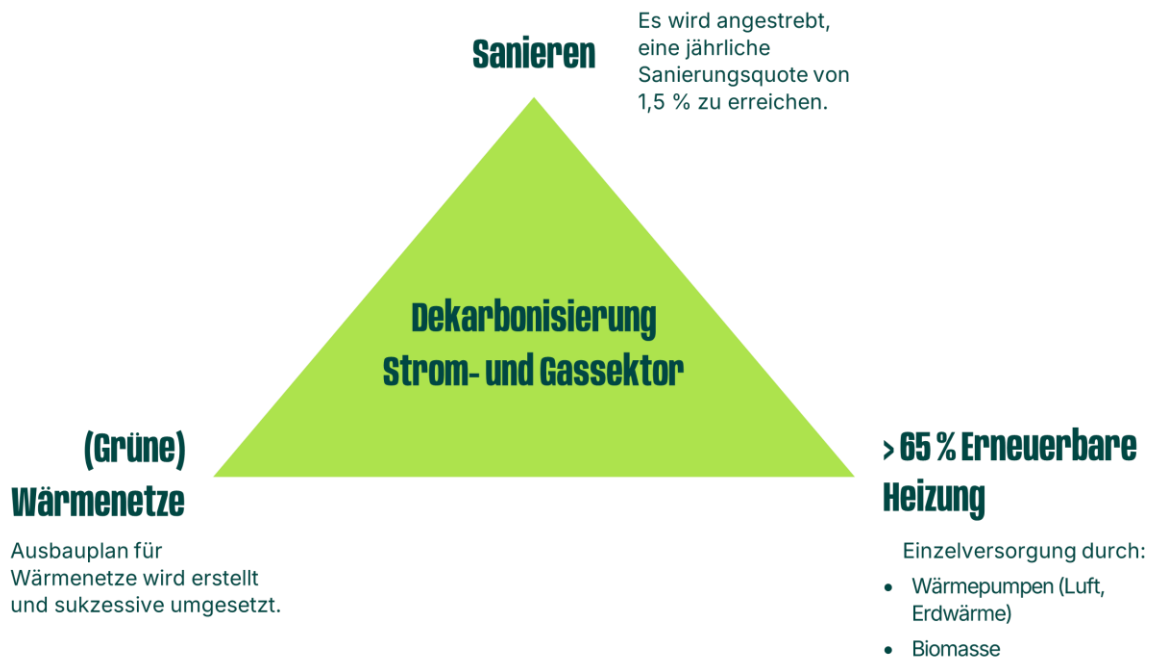 Sanieren
Es wird angestrebt,
eine jährliche
Sanierungsquote von
1,5 % zu erreichen.
Dekarbonisierung
Strom- und Gassektor
(Grüne)
Wärmenetze
Ausbauplan für
Wärmenetze wird erstellt
und sukzessive umgesetzt.
> 65 % Erneuerbare
Heizung
Einzelversorgung durch:
• Wärmepumpen (Luft,
Erdwärme)
• Biomasse